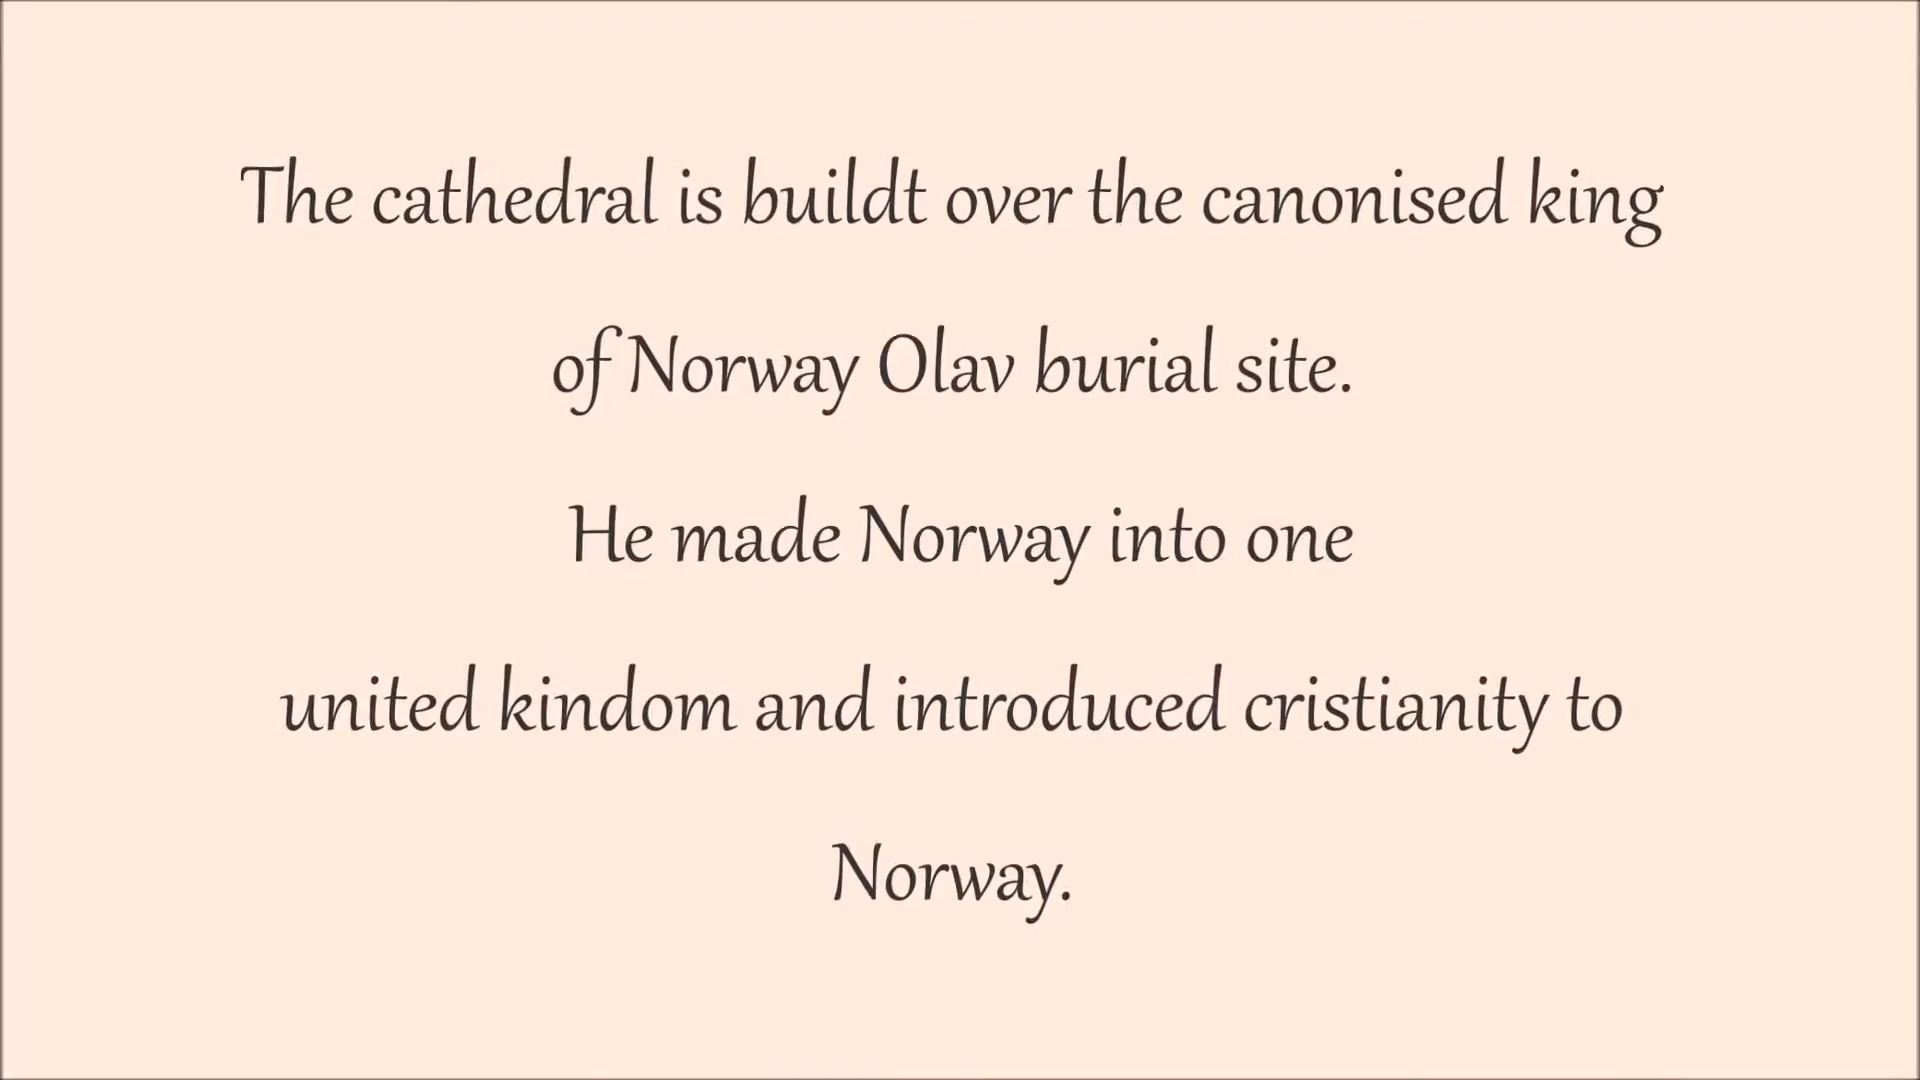 The cathedral is buildt over the canonised king
of Norway Olav burial site.
He made Norway into one
united kindom and introduced cristianity to
Norway.